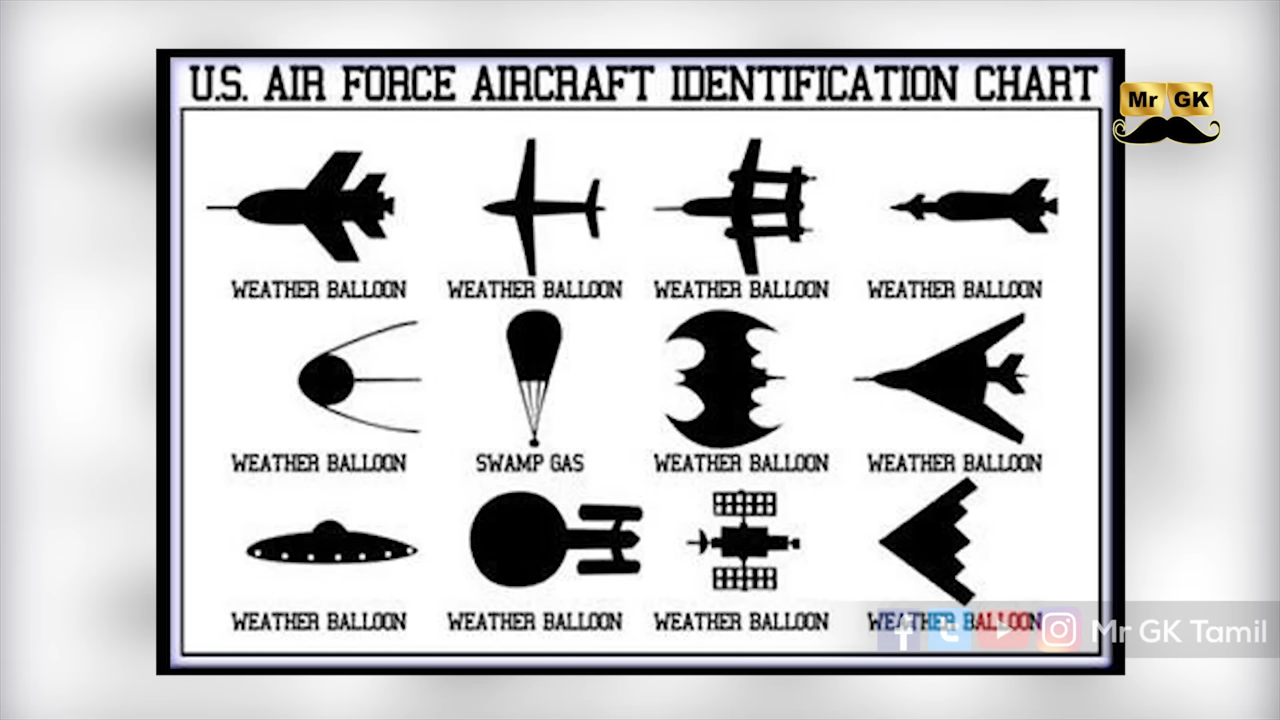 U.S. AIR FORCE AIRCRAFT IDENTIFICATION CHART
Mr GK
WEATHER BALLOON WEATHER BALLOON WEATHER BALLOON WEATHER BALLOON
WEATHER BALLOON SWAMP GAS WEATHER BALLOON WEATHER BALLOON
WEATHER BALLOON WEATHER BALLOON WEATHER BALLOON WEATHER BALLOON
Mr GK Tamil